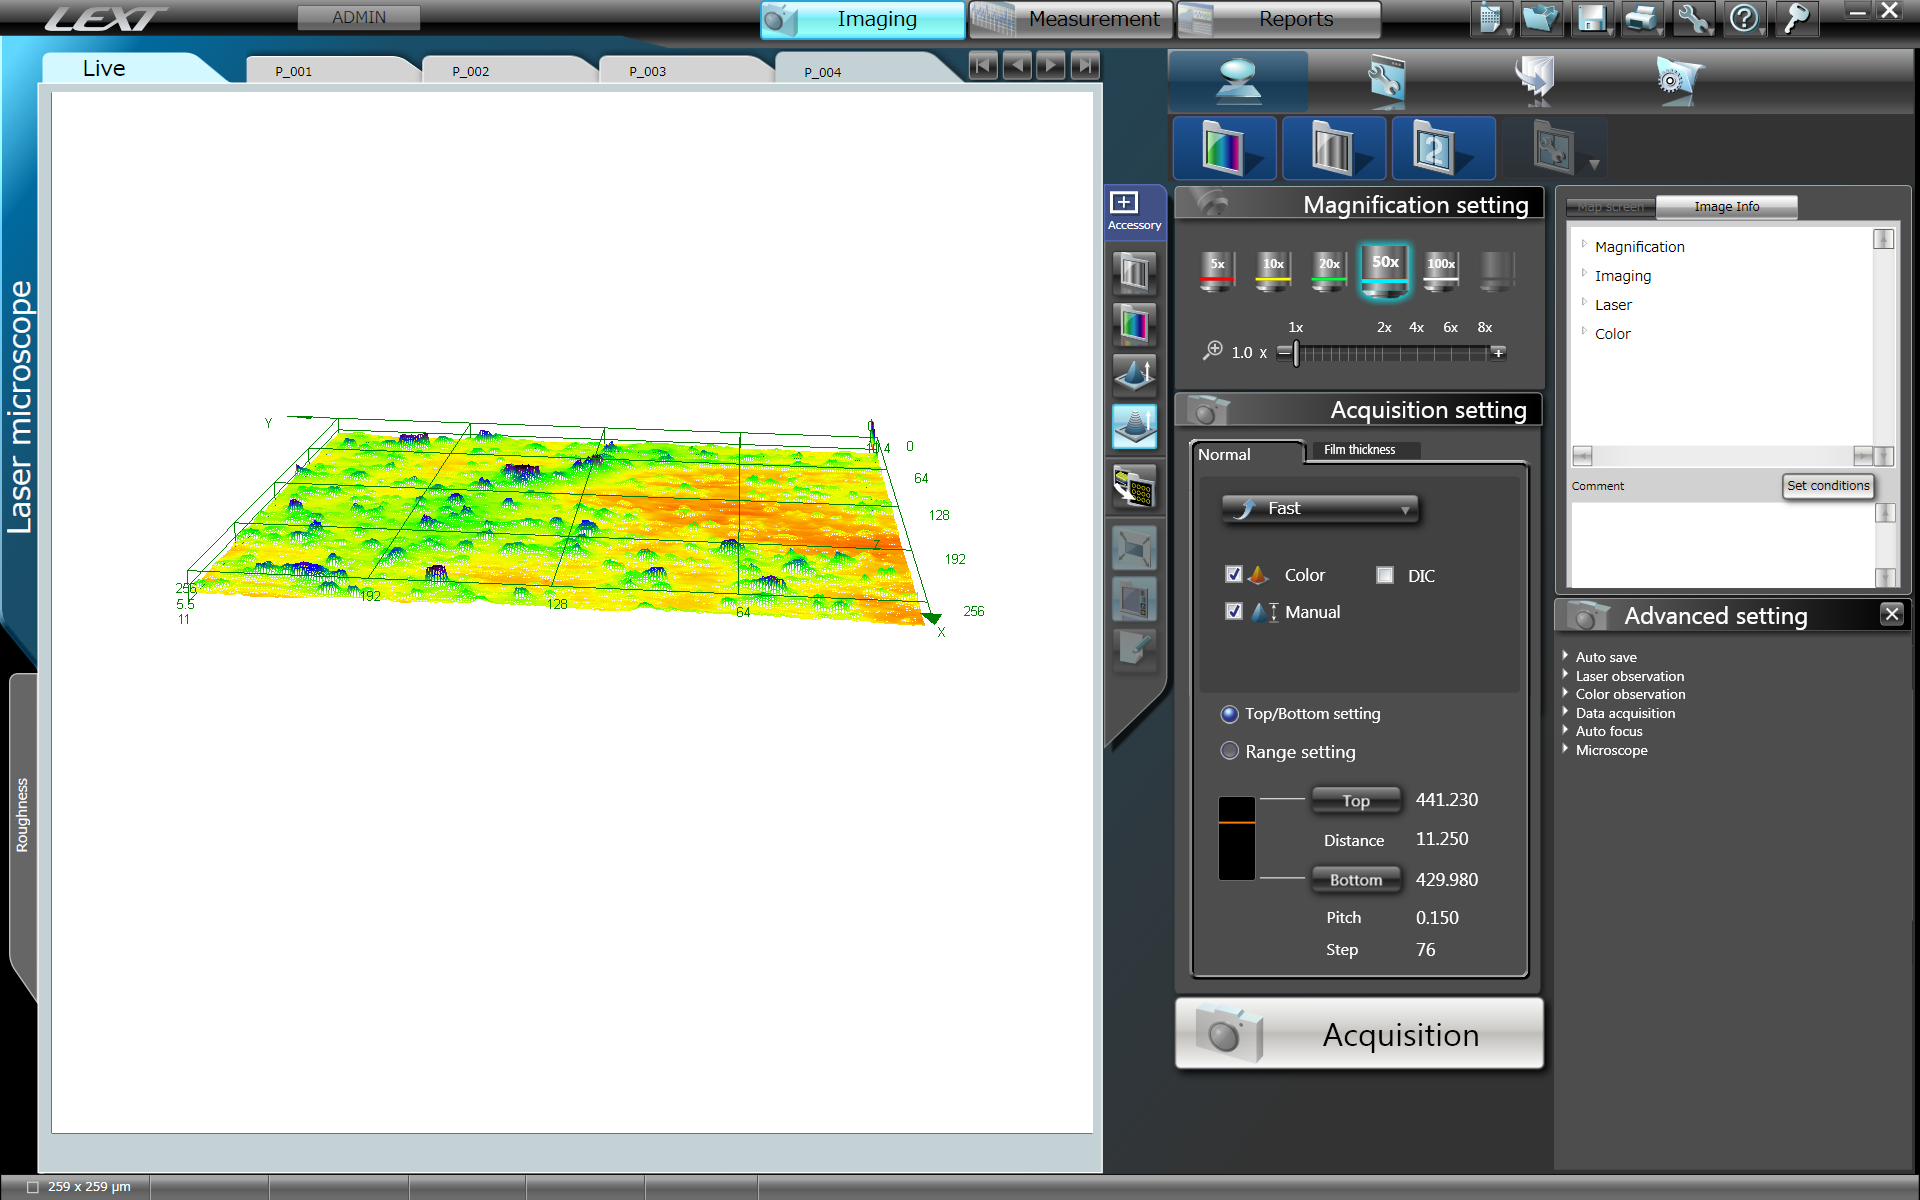 LEXT
ADMIN
Imaging
Measurement
Reports
Live
P_001
P_002
P_003
P_004
Laser microscope
Roughness
Accessory
Y
0
64
128
192
256
X
Z
256
5.5
11
192
128
64
Magnification setting
5x
10x
20x
50x
100x
1x 2x 4x 6x 8x
1.0 x
Acquisition setting
Normal
Film thickness
Fast
Color
DIC
Manual
Top/Bottom setting
Range setting
Top 441.230
Distance 11.250
Bottom 429.980
Pitch 0.150
Step 76
Acquisition
2
Map screen
Image Info
Magnification
Imaging
Laser
Color
Comment
Set conditions
Advanced setting
Auto save
Laser observation
Color observation
Data acquisition
Auto focus
Microscope
259 x 259 µm